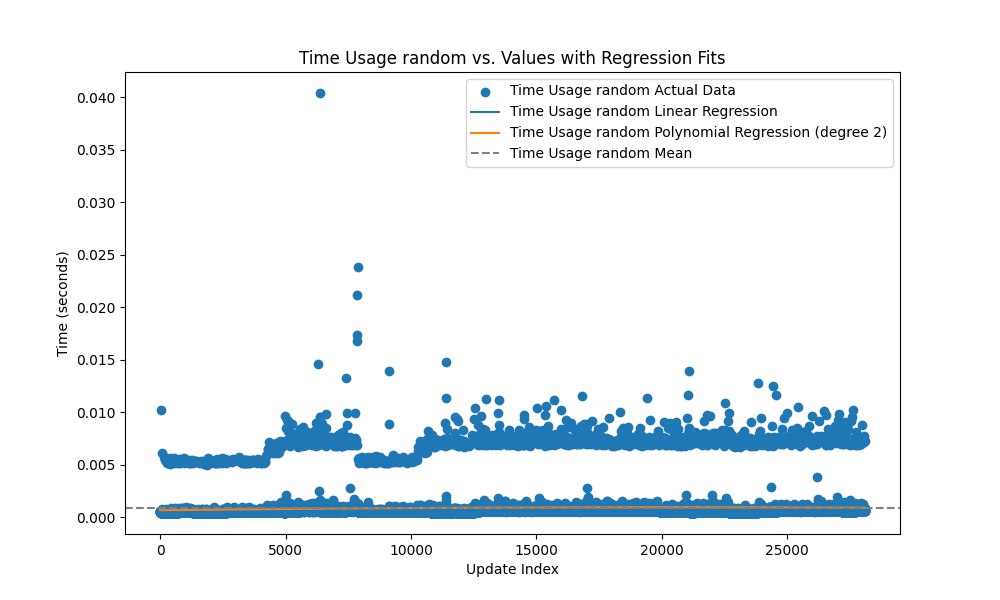 Time Usage random vs. Values with Regression Fits
Time Usage random Actual Data
Time Usage random Linear Regression
Time Usage random Polynomial Regression (degree 2)
Time Usage random Mean
Time (seconds)
0.040
0.035
0.030
0.025
0.020
0.015
0.010
0.005
0.000
0 5000 10000 15000 20000 25000
Update Index